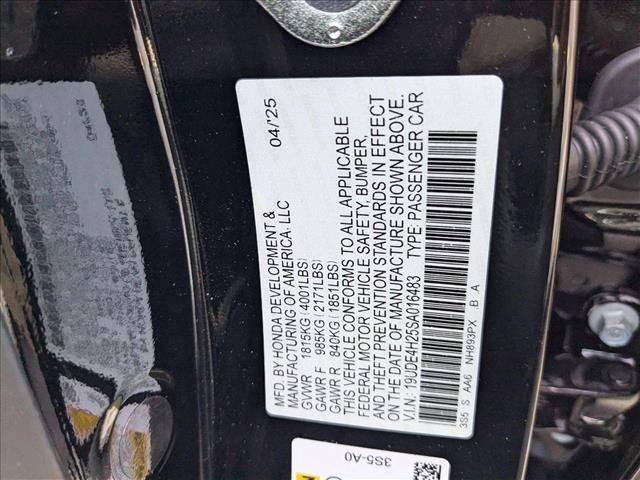 MFD. BY HONDA DEVELOPMENT & 04/'25
MANUFACTURING OF AMERICA. LLC
GVWR 1815KG(4001LBS)
GAWR F 985KG(2171LBS)
GAWR R 840KG(1851LBS)
THIS VEHICLE CONFORMS TO ALL APPLICABLE
FEDERAL MOTOR VEHICLE SAFETY, BUMPER,
AND THEFT PREVENTION STANDARDS IN EFFECT
ON THE DATE OF MANUFACTURE SHOWN ABOVE.
V.I.N.: 19UDE4H25SA016483 TYPE: PASSENGER CAR
3S5 S AA6 NH893PX .B A
3S5-A0